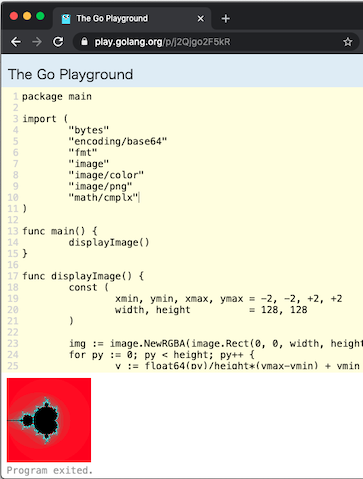 The Go Playground
play.golang.org/p/j2Qjgo2F5kR
The Go Playground
1 package main
2
3 import (
4 "bytes"
5 "encoding/base64"
6 "fmt"
7 "image"
8 "image/color"
9 "image/png"
10 "math/cmplx"
11 )
12
13 func main() {
14 displayImage()
15 }
16
17 func displayImage() {
18 const (
19 xmin, ymin, xmax, ymax = -2, -2, +2, +2
20 width, height = 128, 128
21 )
22
23 img := image.NewRGBA(image.Rect(0, 0, width, height
24 for py := 0; py < height; py++ {
25 y := float64(py)/height*(ymax-ymin) + ymin
Program exited.